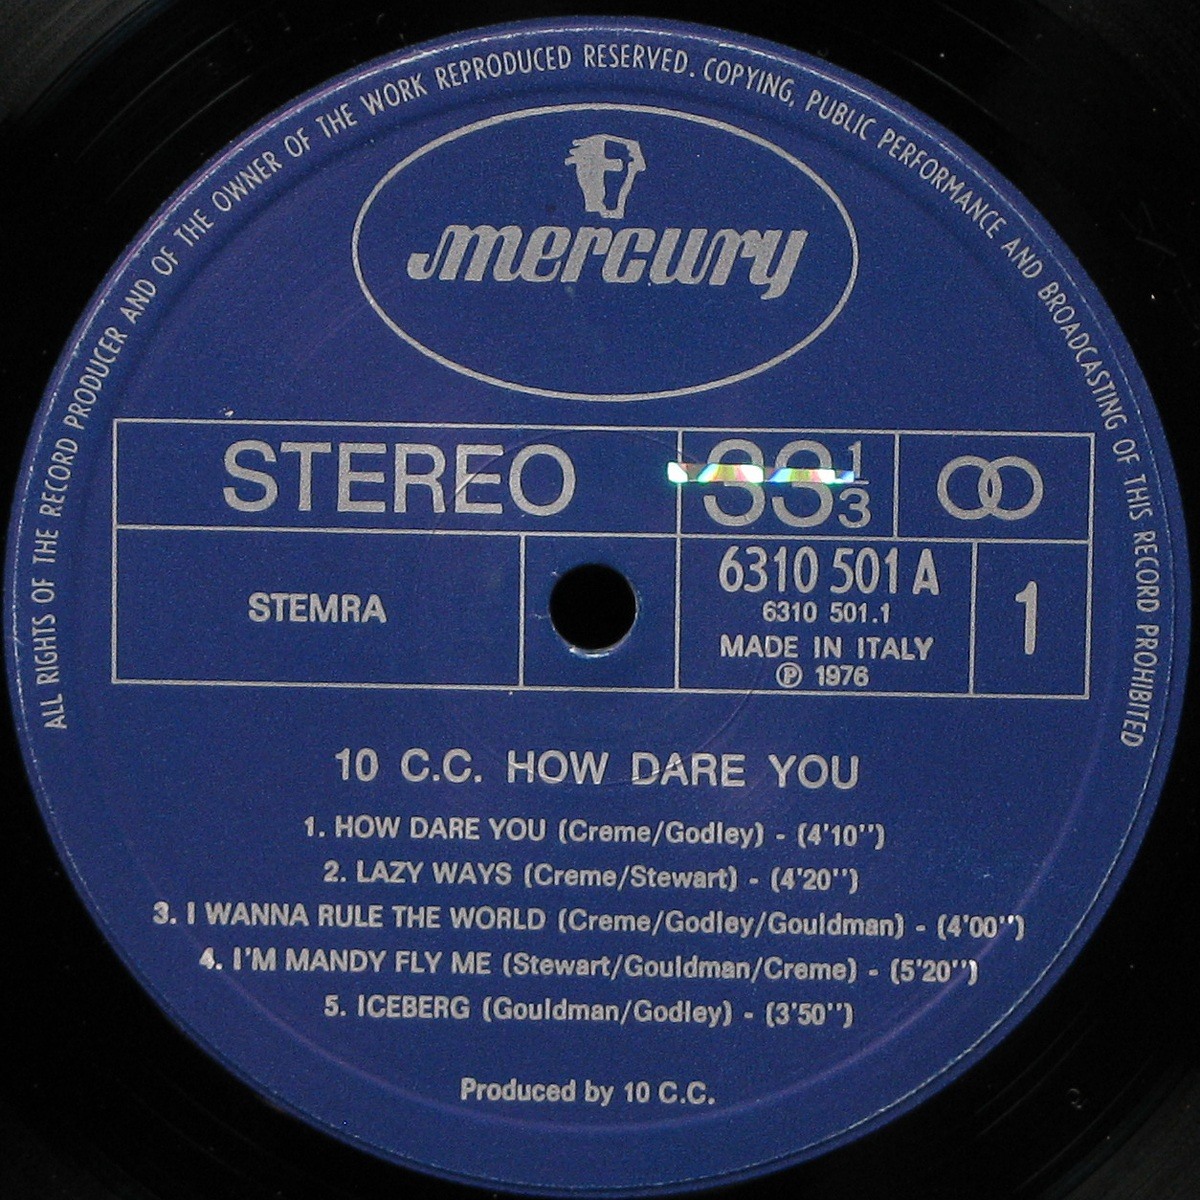 ALL RIGHTS OF THE RECORD PRODUCER AND OF THE OWNER OF THE WORK REPRODUCED RESERVED. COPYING, PUBLIC PERFORMANCE AND BROADCASTING OF THIS RECORD PROHIBITED
mercury
STEREO
33 1/3
STEMRA
6310 501 A
6310 501.1
MADE IN ITALY
℗ 1976
1
10 C.C. HOW DARE YOU
1. HOW DARE YOU (Creme/Godley) - (4'10'')
2. LAZY WAYS (Creme/Stewart) - (4'20'')
3. I WANNA RULE THE WORLD (Creme/Godley/Gouldman) - (4'00'')
4. I'M MANDY FLY ME (Stewart/Gouldman/Creme) - (5'20'')
5. ICEBERG (Gouldman/Godley) - (3'50'')
Produced by 10 C.C.